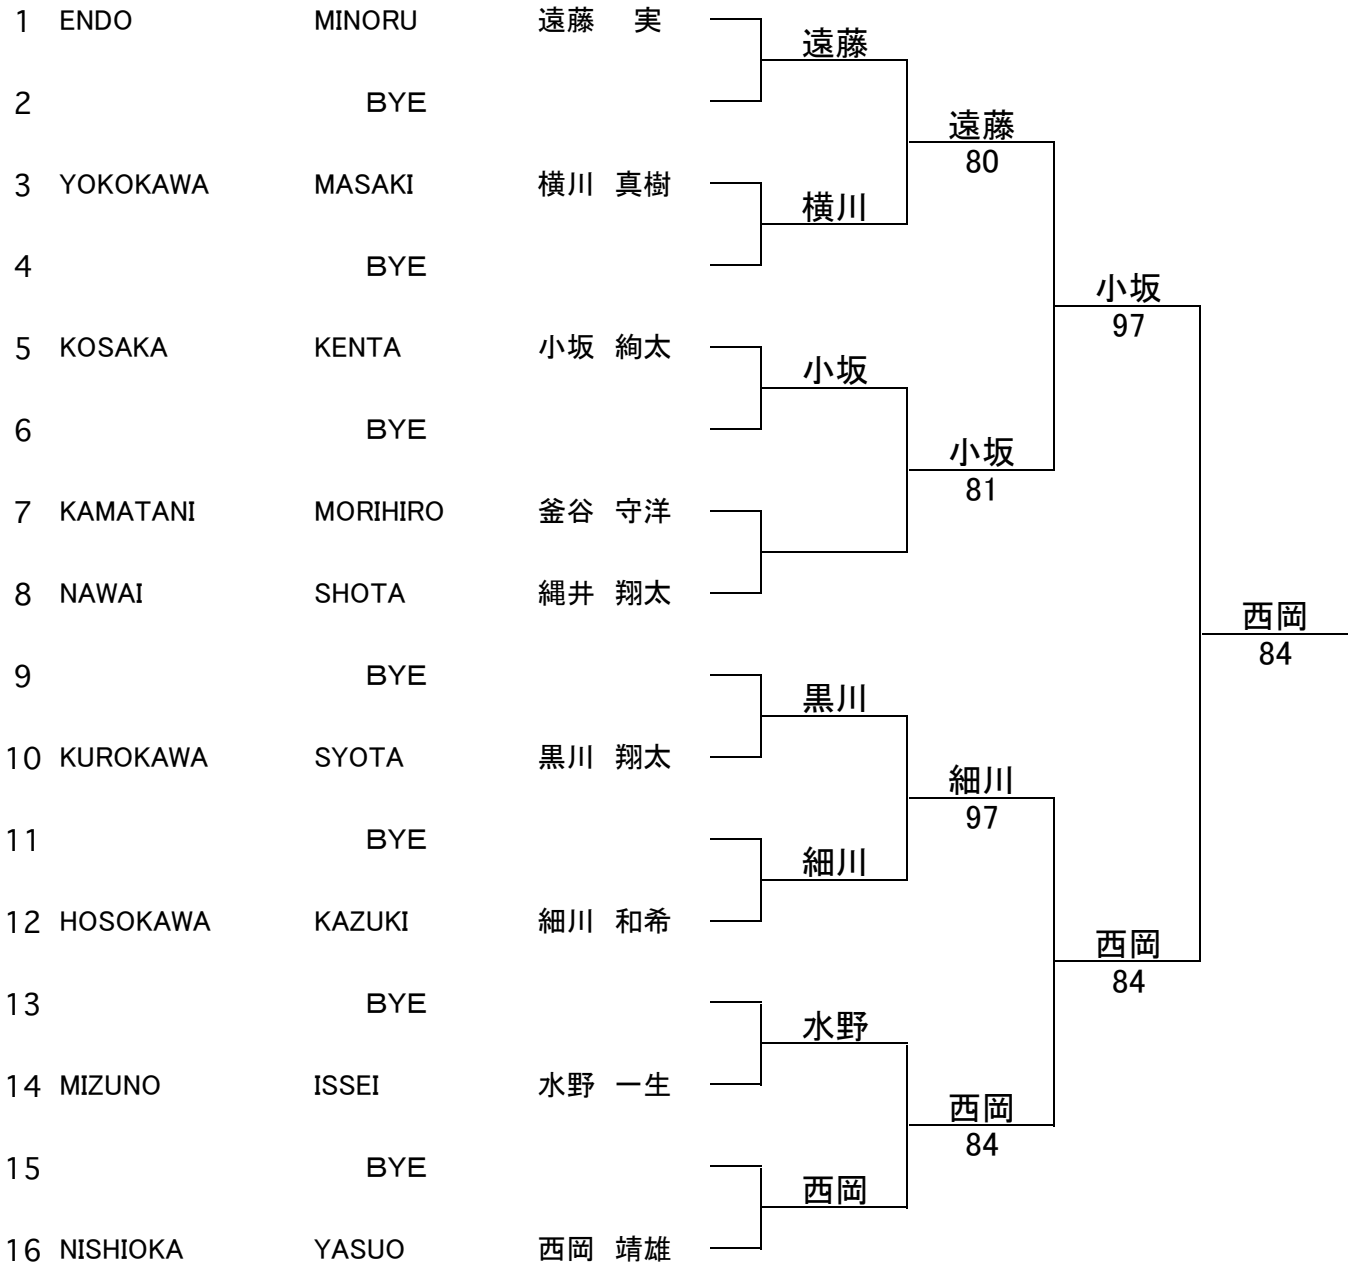 1 ENDO MINORU 遠藤 実
遠藤
2 BYE
遠藤
80
3 YOKOKAWA MASAKI 横川 真樹
横川
4 BYE
小坂
97
5 KOSAKA KENTA 小坂 絢太
小坂
6 BYE
小坂
81
7 KAMATANI MORIHIRO 釜谷 守洋
8 NAWAI SHOTA 縄井 翔太
西岡
84
9 BYE
黒川
10 KUROKAWA SYOTA 黒川 翔太
細川
97
11 BYE
細川
12 HOSOKAWA KAZUKI 細川 和希
西岡
84
13 BYE
水野
14 MIZUNO ISSEI 水野 一生
西岡
84
15 BYE
西岡
16 NISHIOKA YASUO 西岡 靖雄